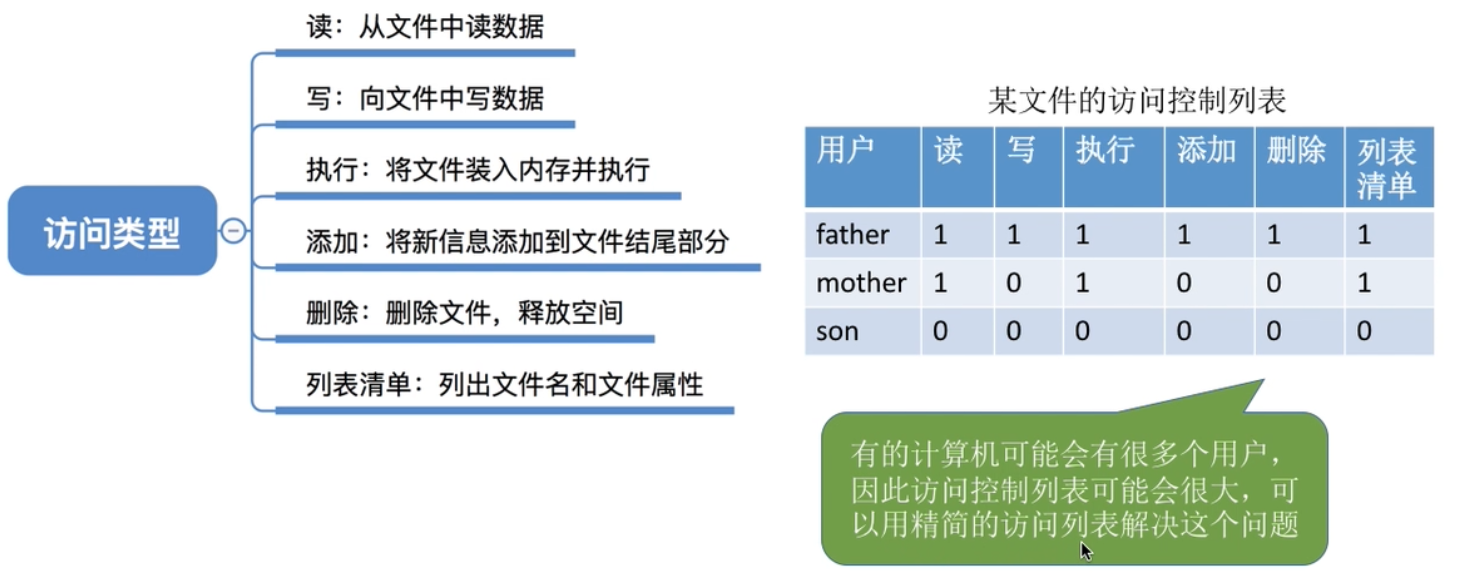 读：从文件中读数据
写：向文件中写数据
执行：将文件装入内存并执行
访问类型
添加：将新信息添加到文件结尾部分
删除：删除文件，释放空间
列表清单：列出文件名和文件属性
某文件的访问控制列表
用户 读 写 执行 添加 删除 列表
清单
father 1 1 1 1 1 1
mother 1 0 1 0 0 1
son 0 0 0 0 0 0
有的计算机可能会有很多个用户，
因此访问控制列表可能会很大，可
以用精简的访问列表解决这个问题